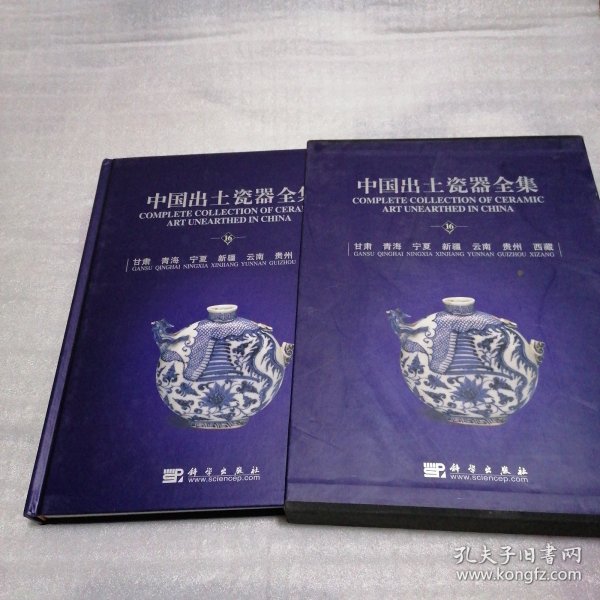 中国出土瓷器全集
COMPLETE COLLECTION OF CERAMIC
ART UNEARTHED IN CHINA
16
甘肃 青海 宁夏 新疆 云南 贵州
GANSU QINGHAI NINGXIA XINJIANG YUNNAN GUIZHOU
科学出版社
www.sciencep.com
中国出土瓷器全集
COMPLETE COLLECTION OF CERAMIC
ART UNEARTHED IN CHINA
16
甘肃 青海 宁夏 新疆 云南 贵州 西藏
GANSU QINGHAI NINGXIA XINJIANG YUNNAN GUIZHOU XIZANG
科学出版社
www.sciencep.com
孔夫子旧书网
www.kongfz.com